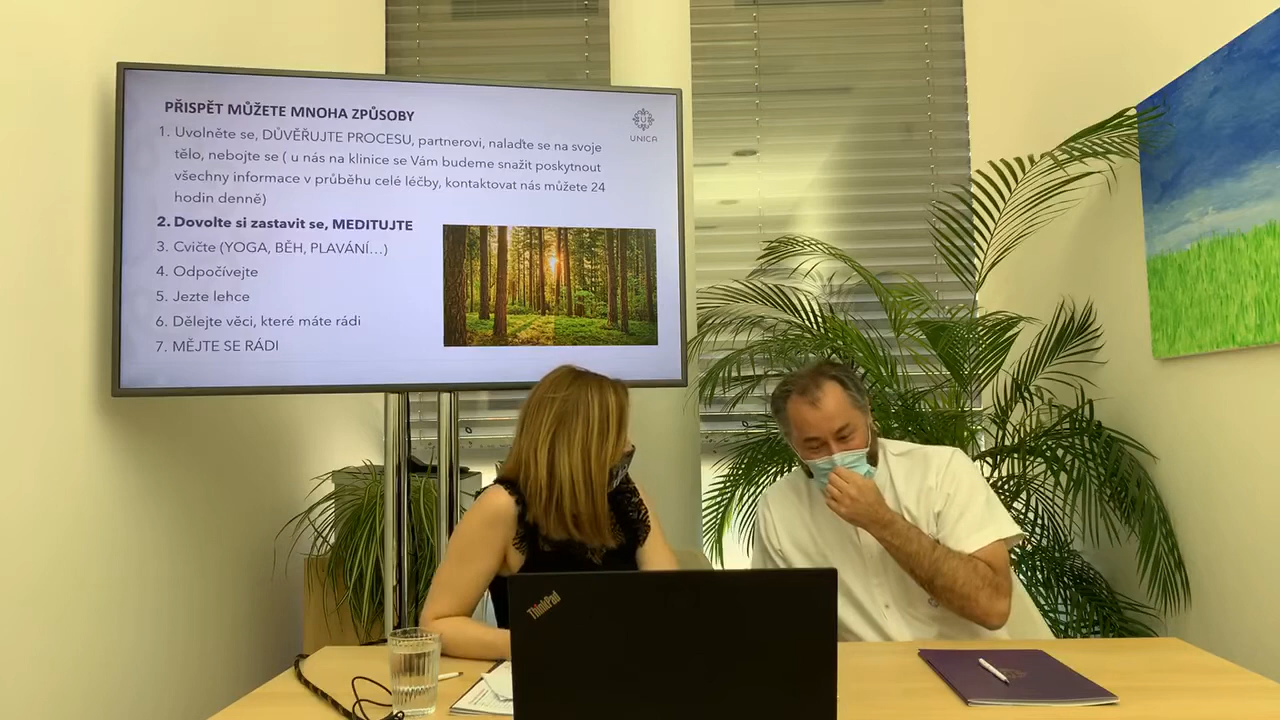 PŘISPĚT MŮŽETE MNOHA ZPŮSOBY
1. Uvolněte se, DŮVĚŘUJTE PROCESU, partnerovi, nalaďte se na svoje
tělo, nebojte se ( u nás na klinice se Vám budeme snažit poskytnout
všechny informace v průběhu celé léčby, kontaktovat nás můžete 24
hodin denně)
2. Dovolte si zastavit se, MEDITUJTE
3. Cvičte (YOGA, BĚH, PLAVÁNÍ...)
4. Odpočívejte
5. Jezte lehce
6. Dělejte věci, které máte rádi
7. MĚJTE SE RÁDI
U
UNICA
ThinkPad